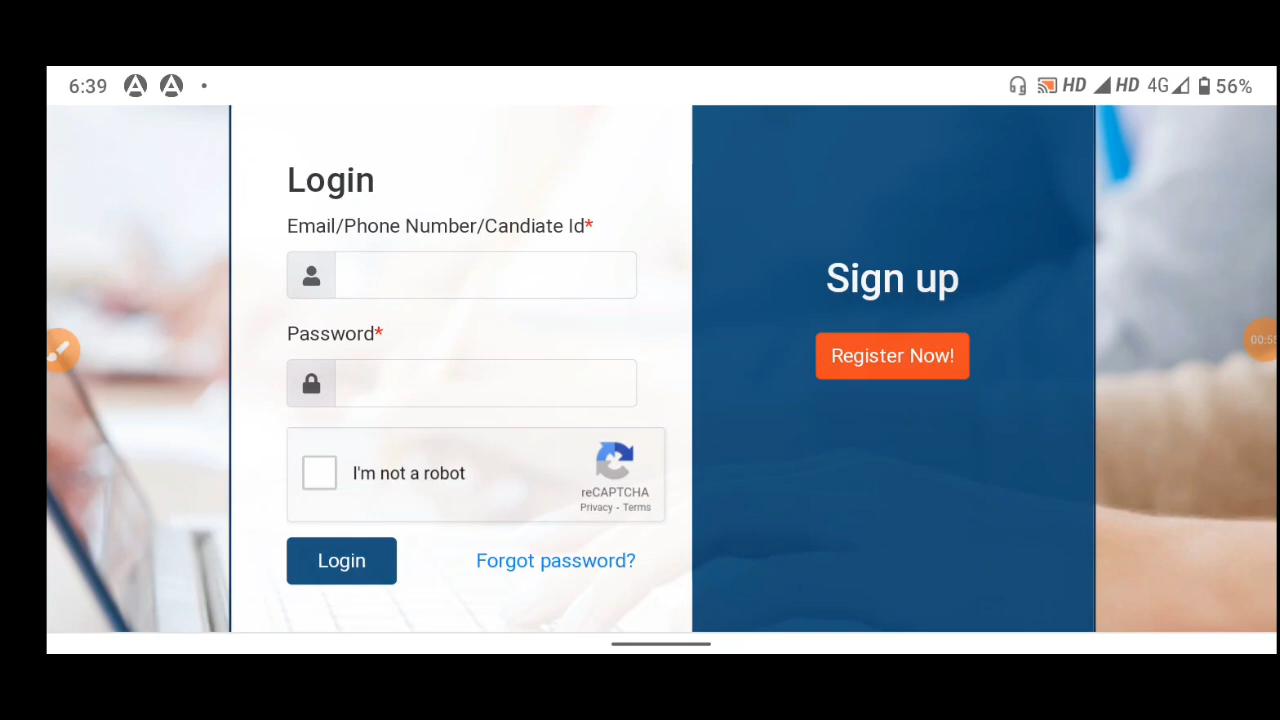 6:39 HD HD 4G 56%
Login
Email/Phone Number/Candiate Id*
Password*
I'm not a robot
reCAPTCHA
Privacy - Terms
Login Forgot password?
Sign up
Register Now!